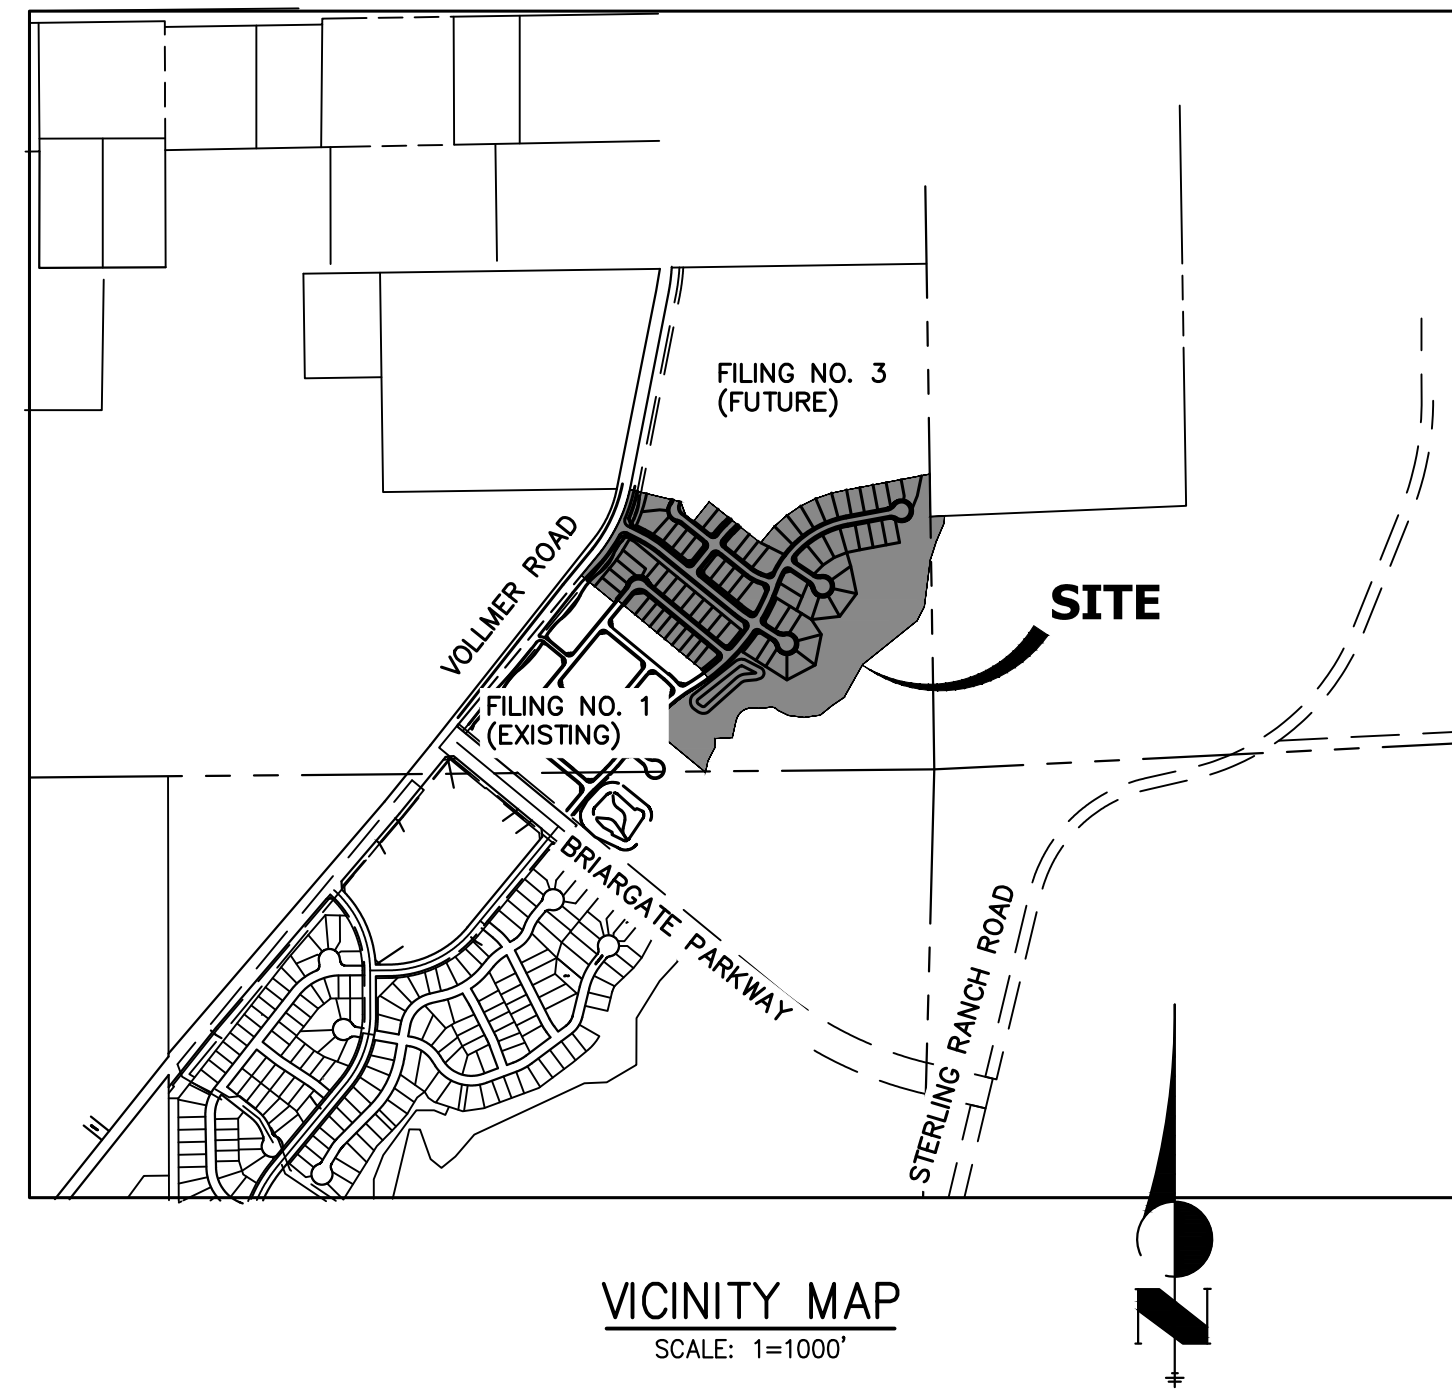 FILING NO. 3
(FUTURE)
VOLLMER ROAD
SITE
FILING NO. 1
(EXISTING)
BRIARGATE PARKWAY
STERLING RANCH ROAD
N
VICINITY MAP
SCALE: 1=1000'